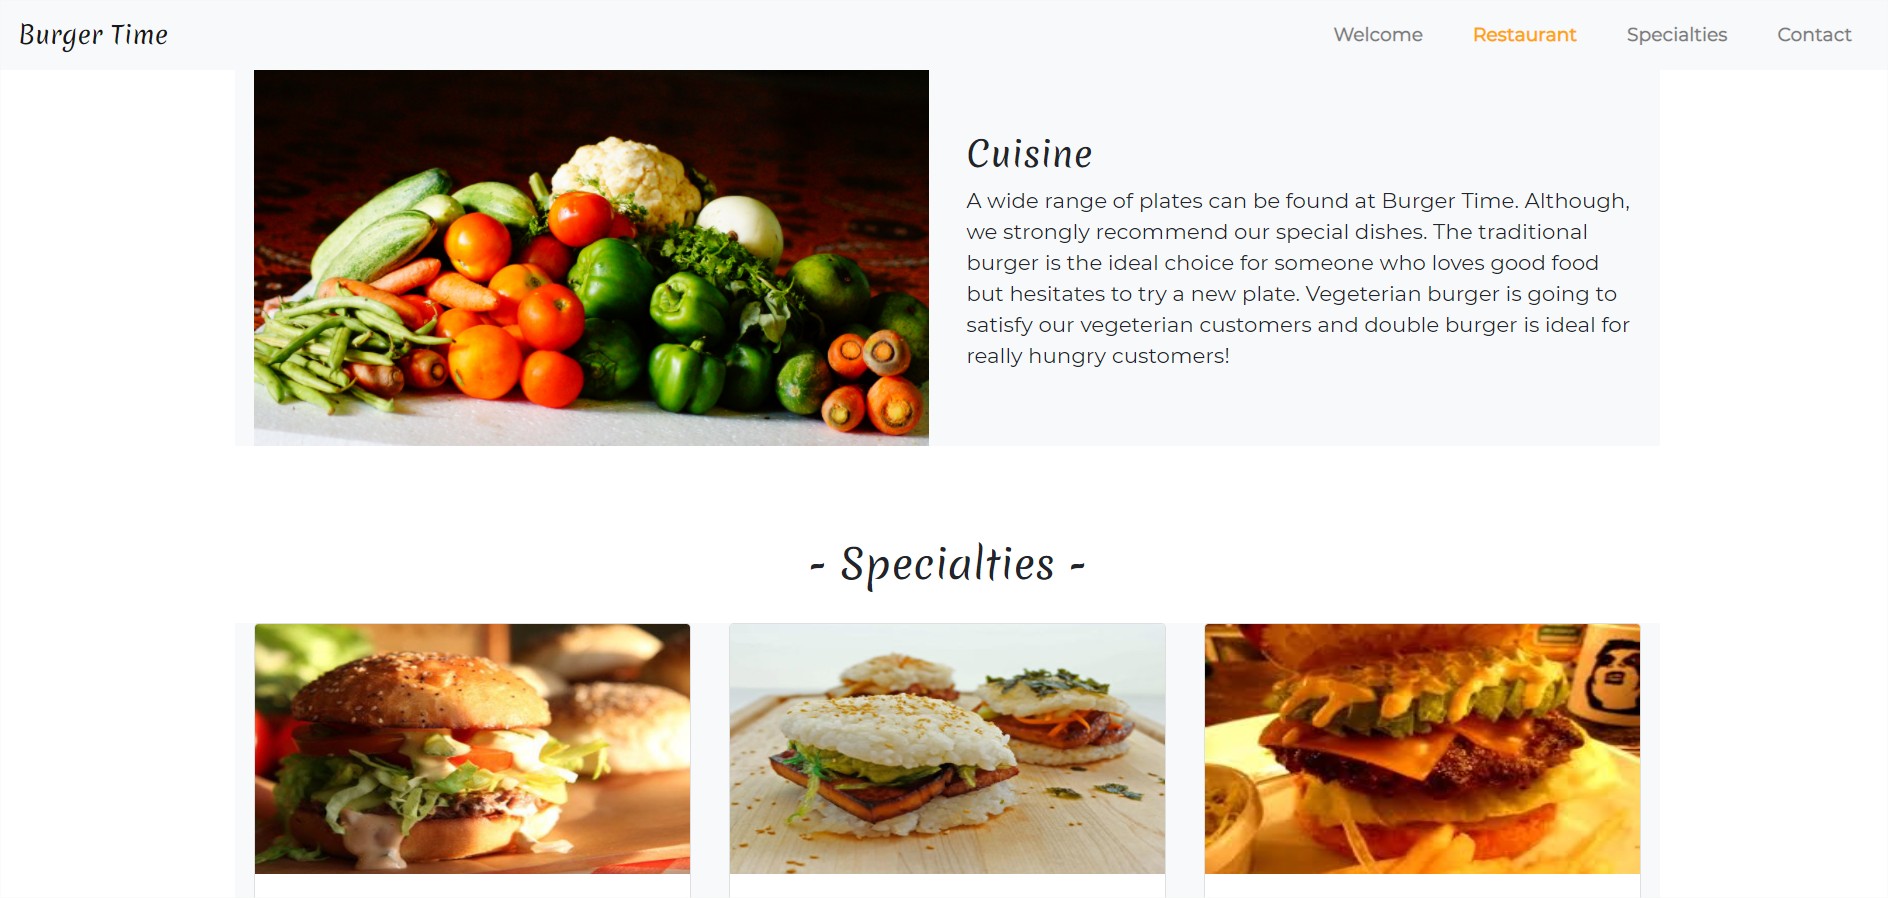 Burger Time
Welcome Restaurant Specialties Contact
Cuisine
A wide range of plates can be found at Burger Time. Although,
we strongly recommend our special dishes. The traditional
burger is the ideal choice for someone who loves good food
but hesitates to try a new plate. Vegeterian burger is going to
satisfy our vegeterian customers and double burger is ideal for
really hungry customers!
- Specialties -